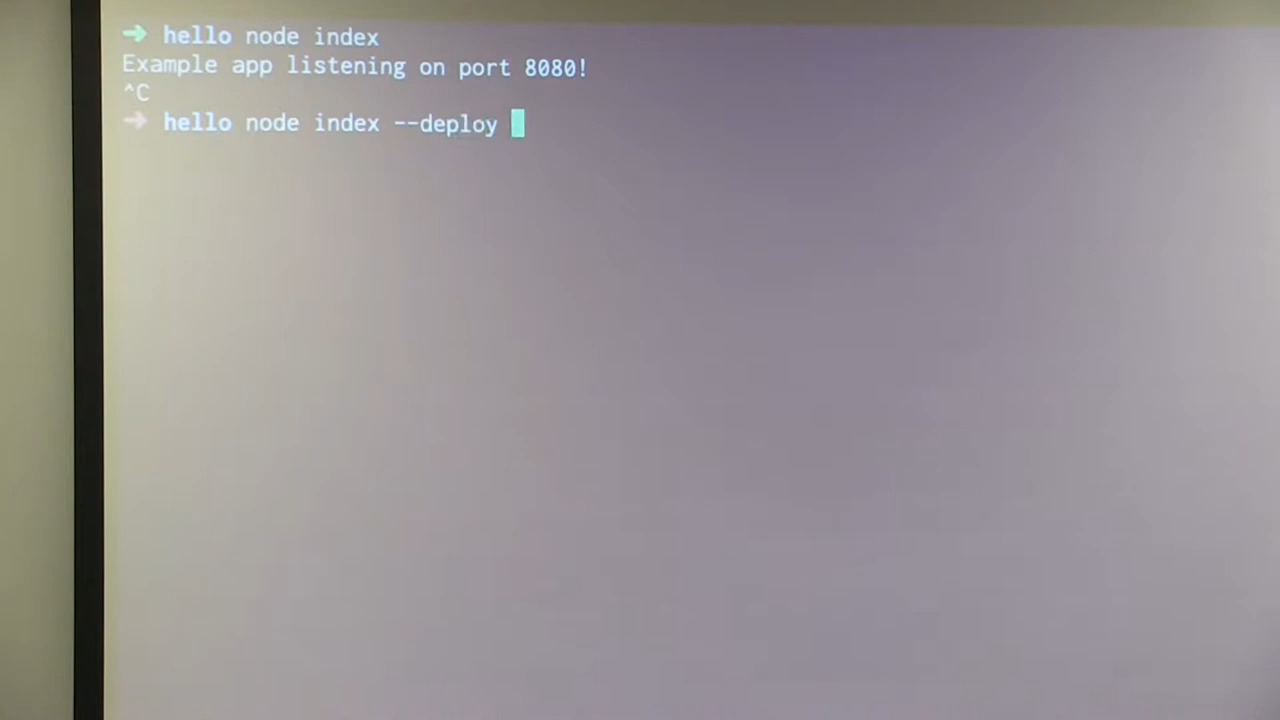 ➜ hello node index
Example app listening on port 8080!
^C
➜ hello node index --deploy